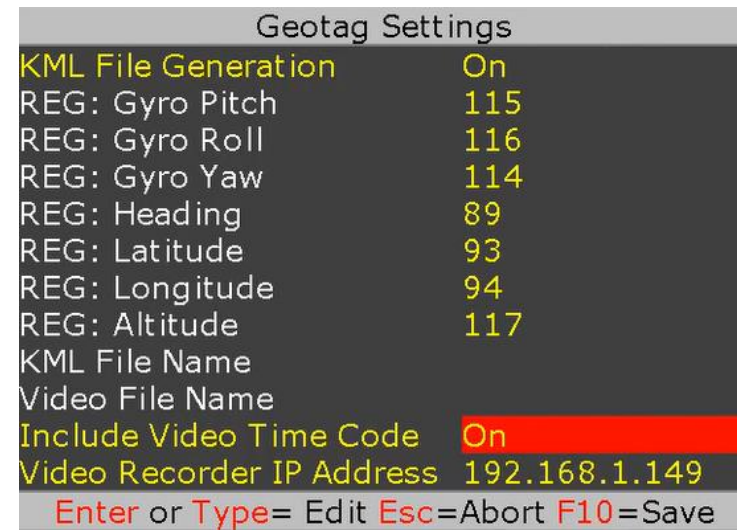 Geotag Settings
KML File Generation On
REG: Gyro Pitch 115
REG: Gyro Roll 116
REG: Gyro Yaw 114
REG: Heading 89
REG: Latitude 93
REG: Longitude 94
REG: Altitude 117
KML File Name
Video File Name
Include Video Time Code On
Video Recorder IP Address 192.168.1.149
Enter or Type= Edit Esc=Abort F10=Save